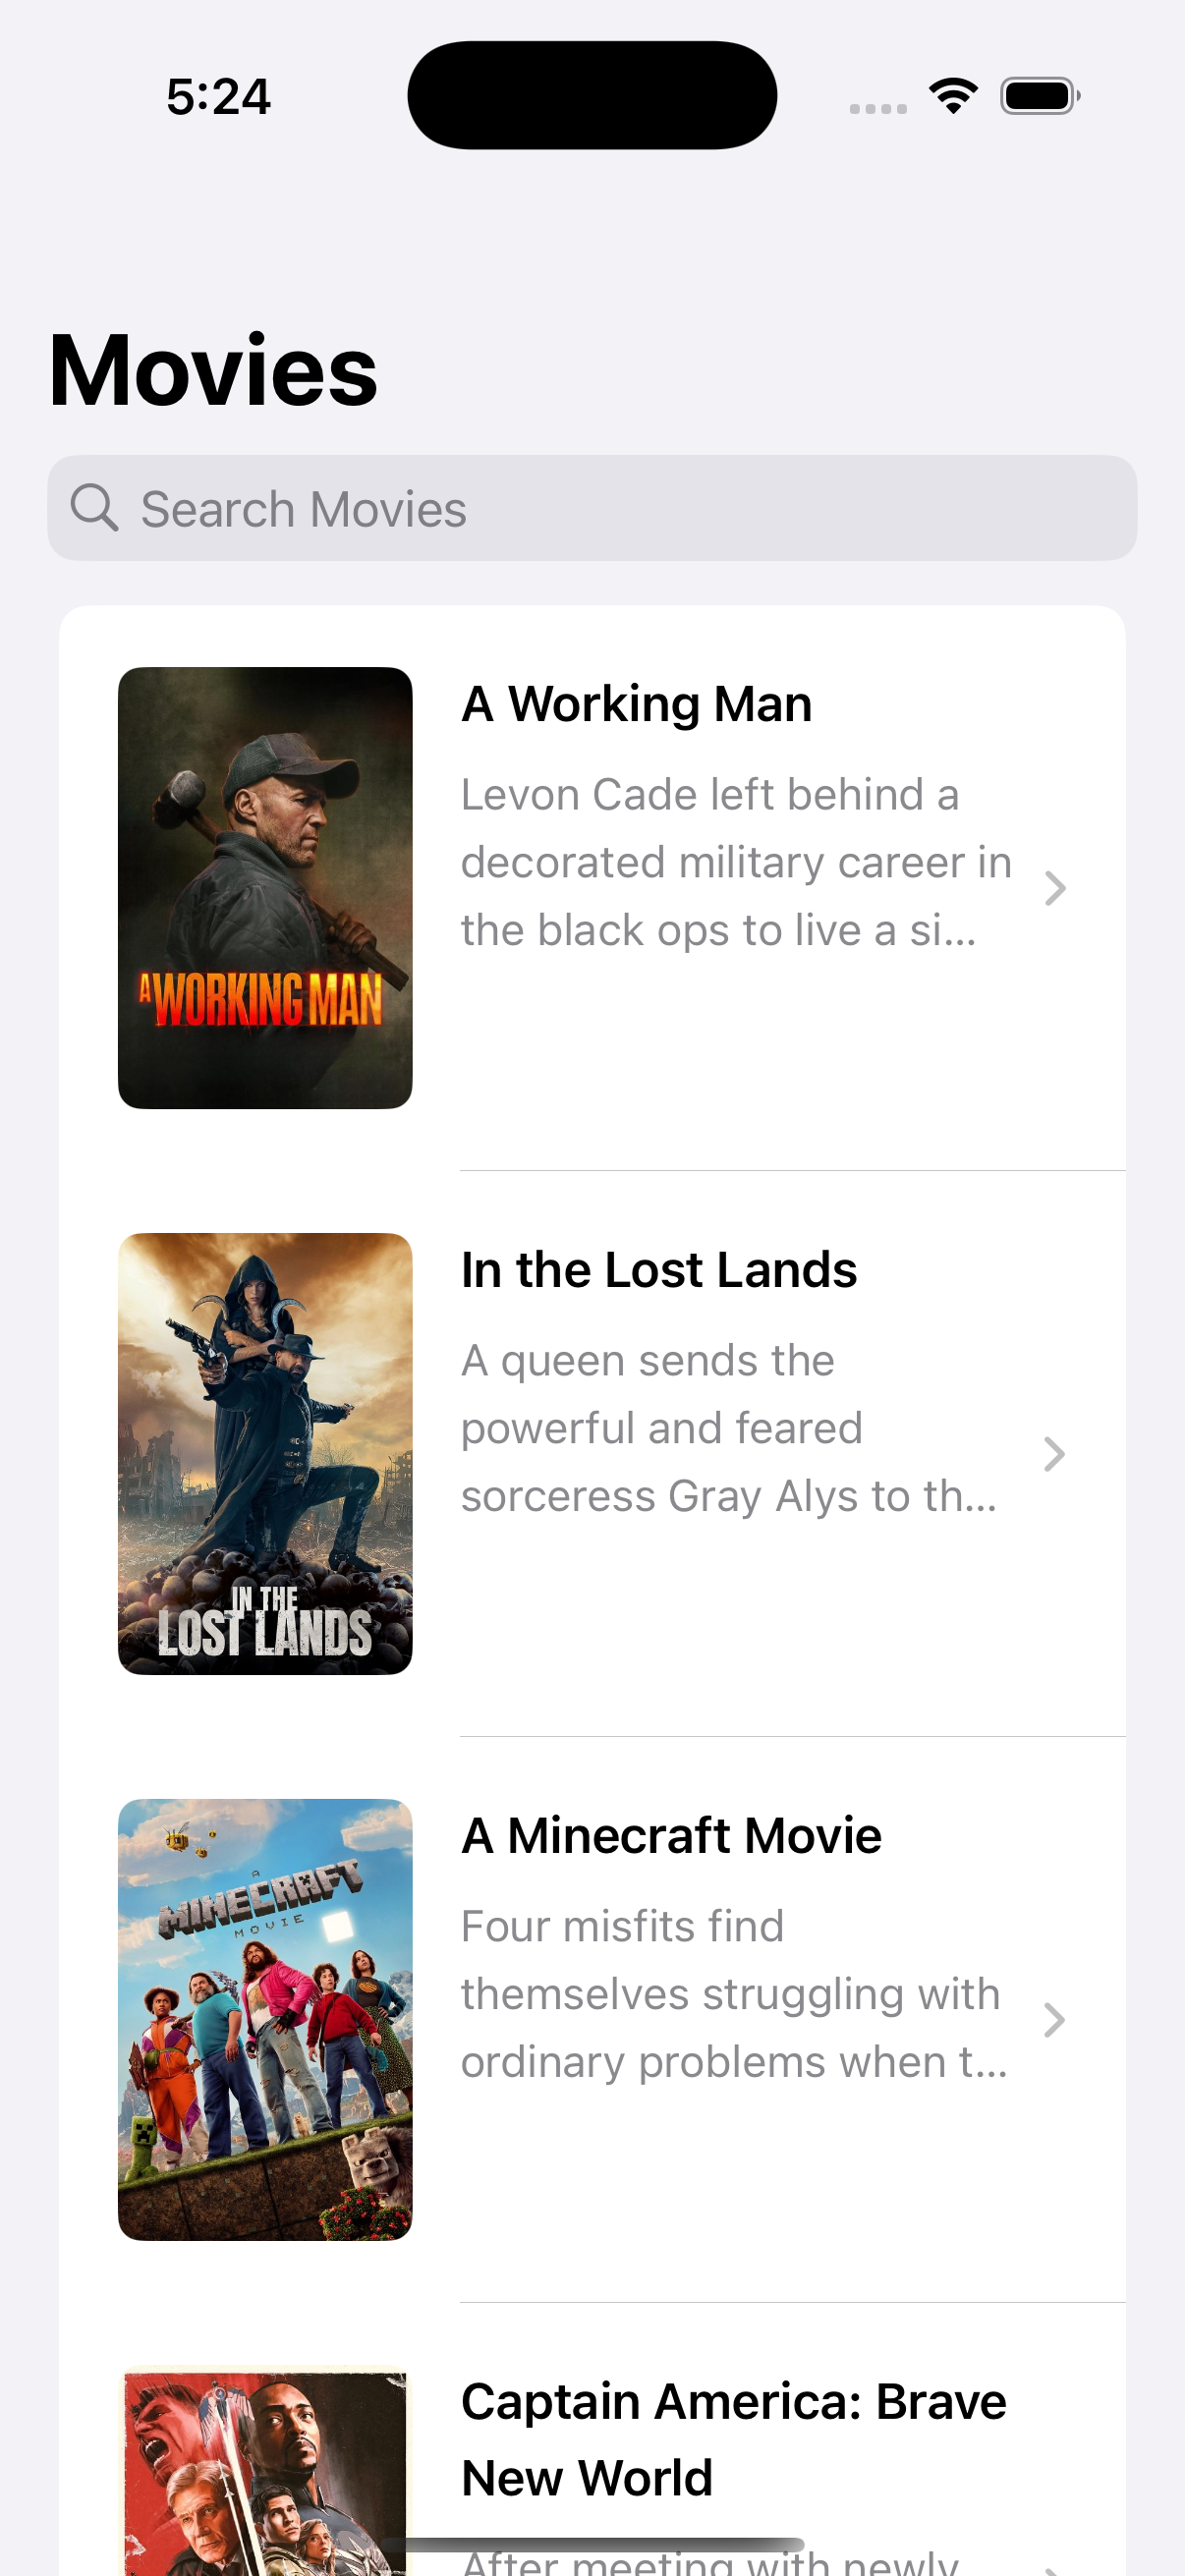 5:24
Movies
Search Movies
A Working Man
Levon Cade left behind a
decorated military career in
the black ops to live a si...
A WORKING MAN
In the Lost Lands
A queen sends the
powerful and feared
sorceress Gray Alys to th...
IN THE
LOST LANDS
A Minecraft Movie
Four misfits find
themselves struggling with
ordinary problems when t...
A
MINECRAFT
MOVIE
Captain America: Brave
New World
After meeting with newly